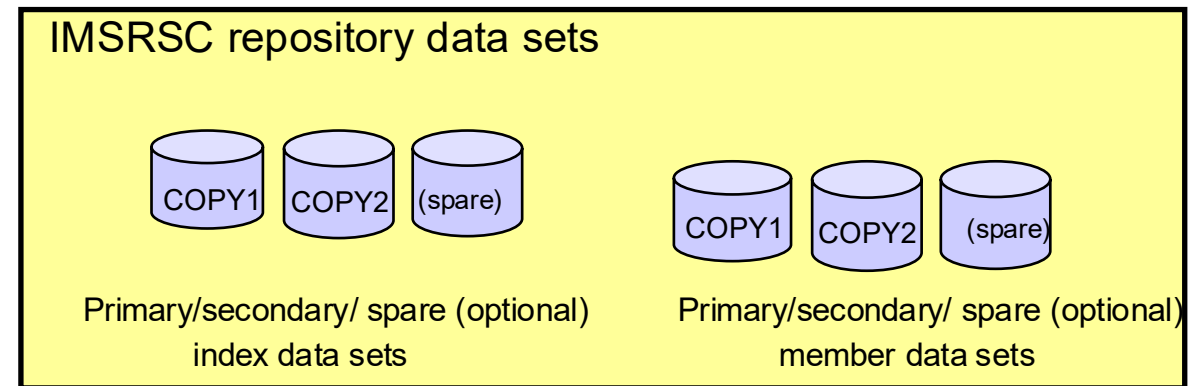 IMSRSC repository data sets
COPY1 COPY2 (spare)
Primary/secondary/ spare (optional)
index data sets
COPY1 COPY2 (spare)
Primary/secondary/ spare (optional)
member data sets